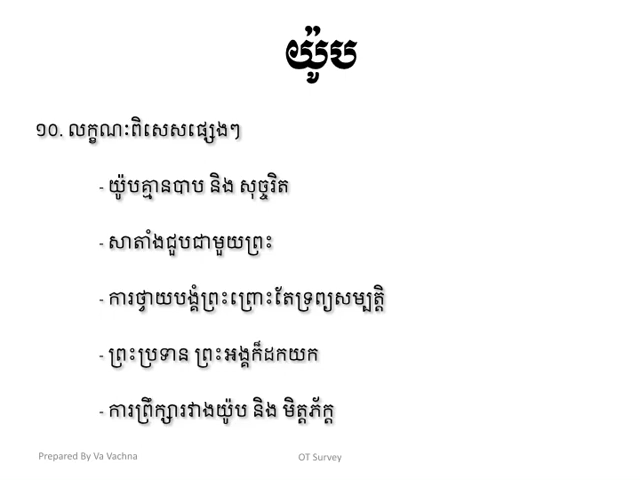 យ៉ូប
១០. លក្ខណៈពិសេសផ្សេងៗ
- យ៉ូបគ្មានបាប និង សុច្ចរិត
- សាតាំងជួបជាមួយព្រះ
- ការថ្វាយបង្គំព្រះព្រោះតែទ្រព្យសម្បត្តិ
- ព្រះប្រទាន ព្រះអង្គក៏ដកយក
- ការព្រឹក្សារវាងយ៉ូប និង មិត្តភ័ក្ត
Prepared By Va Vachna
OT Survey